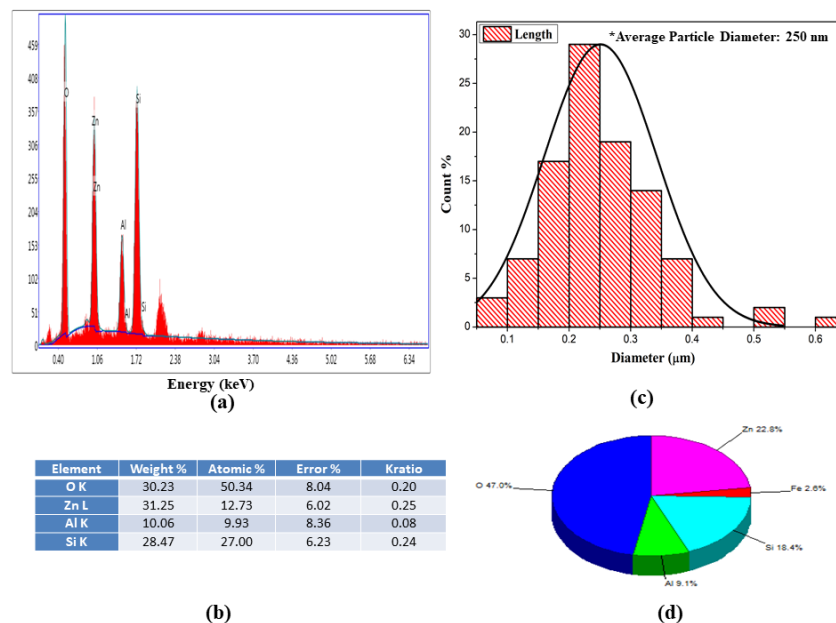 459
408
357
306
255
204
153
102
51
0
O
Zn
Zn
Al
Al
Si
Si
0.40 1.06 1.72 2.38 3.04 3.70 4.36 5.02 5.68 6.34
Energy (keV)
(a)
Length
*Average Particle Diameter: 250 nm
Count %
30
25
20
15
10
5
0
0.1 0.2 0.3 0.4 0.5 0.6
Diameter (μm)
(c)
Element Weight % Atomic % Error % Kratio
O K 30.23 50.34 8.04 0.20
Zn L 31.25 12.73 6.02 0.25
Al K 10.06 9.93 8.36 0.08
Si K 28.47 27.00 6.23 0.24
(b)
Zn 22.8%
O 47.0%
Fe 2.6%
Si 18.4%
Al 9.1%
(d)